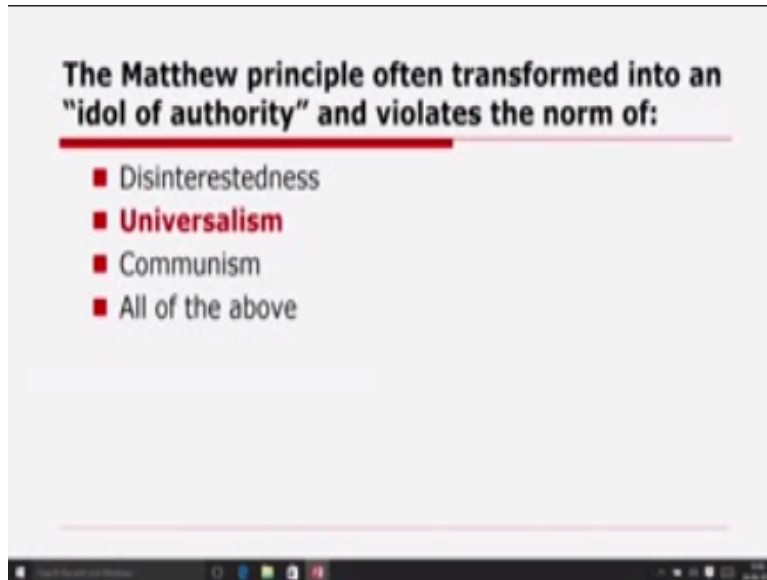 The Matthew principle often transformed into an
“idol of authority” and violates the norm of:
Disinterestedness
Universalism
Communism
All of the above